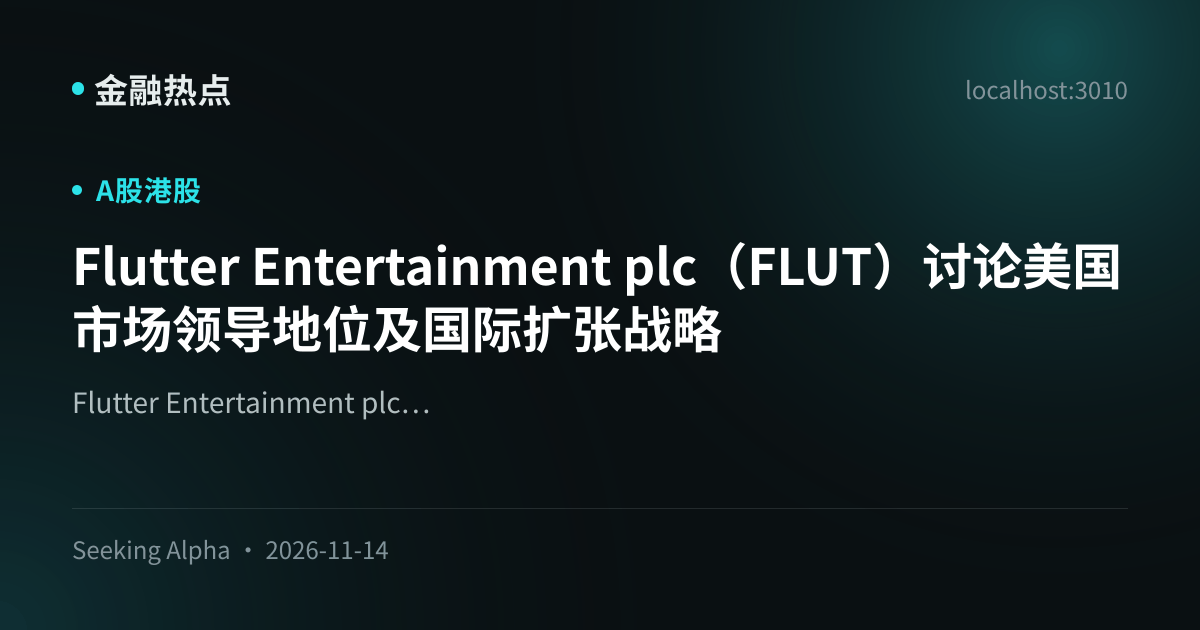 金融热点
localhost:3010
A股港股
Flutter Entertainment plc（FLUT）讨论美国
市场领导地位及国际扩张战略
Flutter Entertainment plc…
Seeking Alpha · 2026-11-14